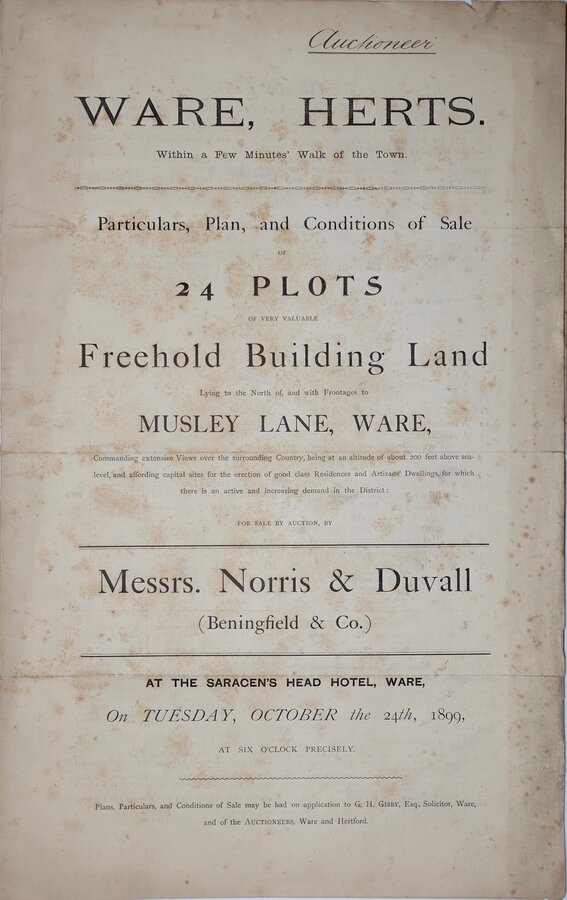 Auctioneer
WARE, HERTS.
Within a Few Minutes' Walk of the Town.
Particulars, Plan, and Conditions of Sale
OF
24 PLOTS
OF VERY VALUABLE
Freehold Building Land
Lying to the North of, and with Frontages to
MUSLEY LANE, WARE,
Commanding extensive Views over the surrounding Country, being at an altitude of about 200 feet above sea-
level, and affording capital sites for the erection of good class Residences and Artizans' Dwellings, for which
there is an active and increasing demand in the District:
FOR SALE BY AUCTION, BY
Messrs. Norris & Duvall
(Beningfield & Co.)
AT THE SARACEN'S HEAD HOTEL, WARE,
On TUESDAY, OCTOBER the 24th, 1899,
AT SIX O'CLOCK PRECISELY.
Plans, Particulars, and Conditions of Sale may be had on application to G. H. GISBY, Esq., Solicitor, Ware,
and of the AUCTIONEERS, Ware and Hertford.